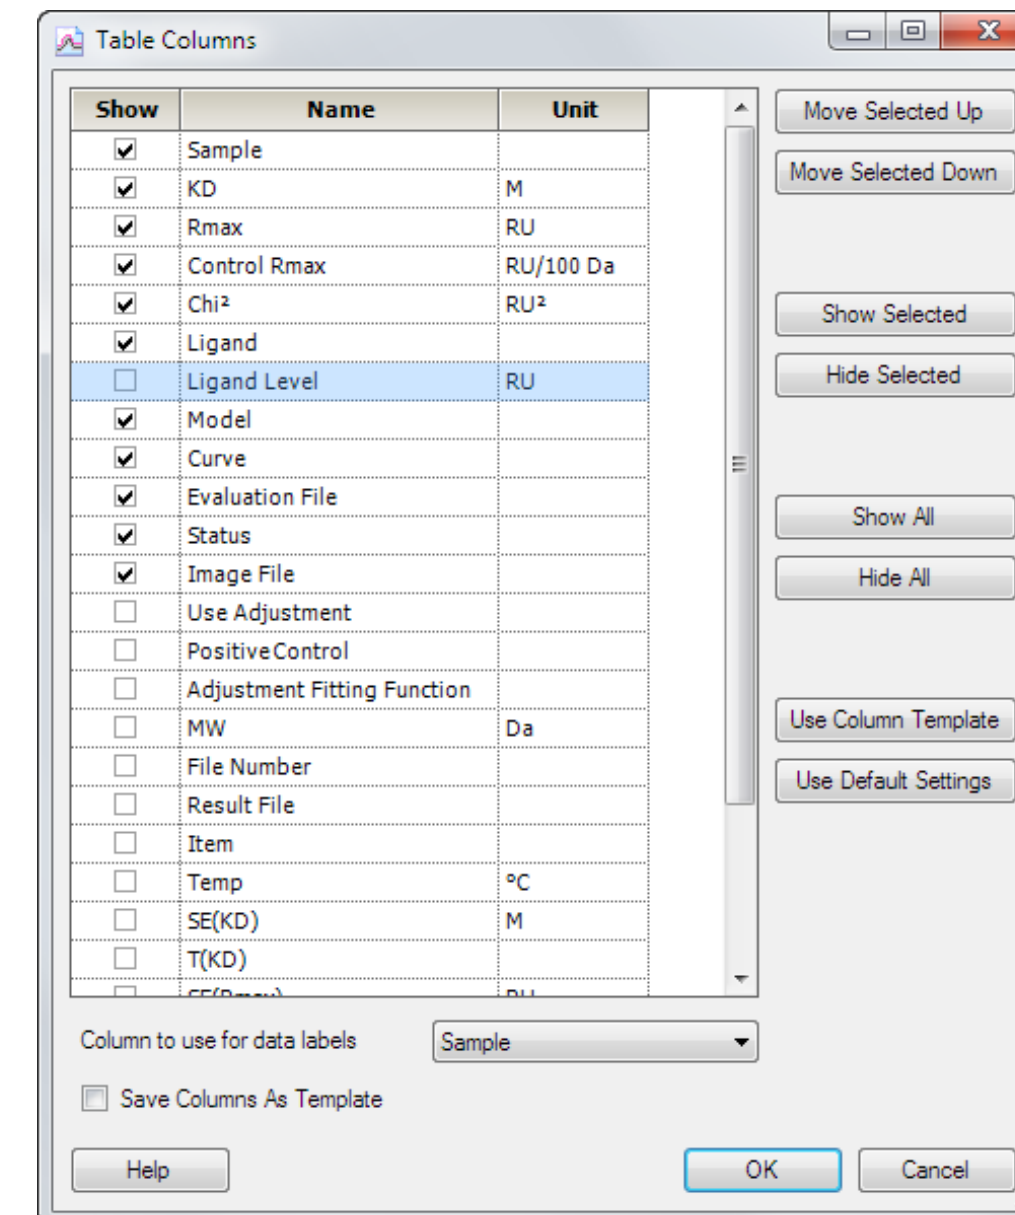 Table Columns
Show Name Unit
Sample
KD M
Rmax RU
Control Rmax RU/100 Da
Chi² RU²
Ligand
Ligand Level RU
Model
Curve
Evaluation File
Status
Image File
Use Adjustment
PositiveControl
Adjustment Fitting Function
MW Da
File Number
Result File
Item
Temp °C
SE(KD) M
T(KD)
SE(Rmax) RU
Move Selected Up
Move Selected Down
Show Selected
Hide Selected
Show All
Hide All
Use Column Template
Use Default Settings
Column to use for data labels Sample
Save Columns As Template
Help OK Cancel